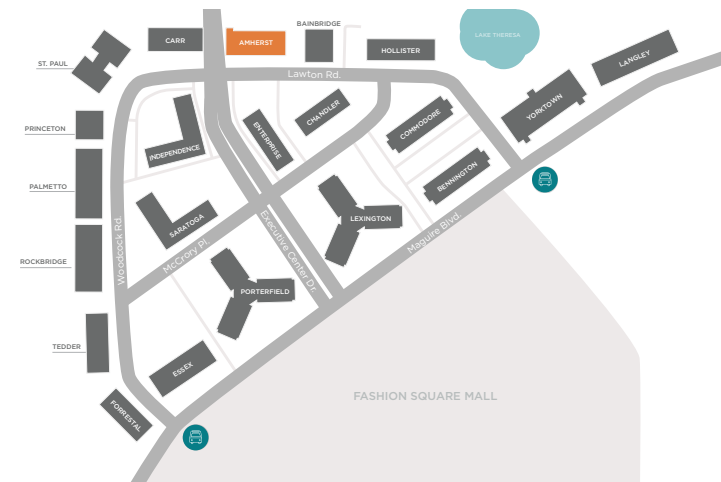 BAINBRIDGE
CARR
AMHERST
HOLLISTER
LAKE THERESA
LANGLEY
ST. PAUL
Lawton Rd.
YORKTOWN
CHANDLER
COMMODORE
PRINCETON
ENTERPRISE
INDEPENDENCE
BENNINGTON
PALMETTO
SARATOGA
LEXINGTON
Woodcock Rd.
McCrory Pl.
Executive Center Dr.
Maguire Blvd.
ROCKBRIDGE
PORTERFIELD
TEDDER
ESSEX
FORRESTAL
FASHION SQUARE MALL